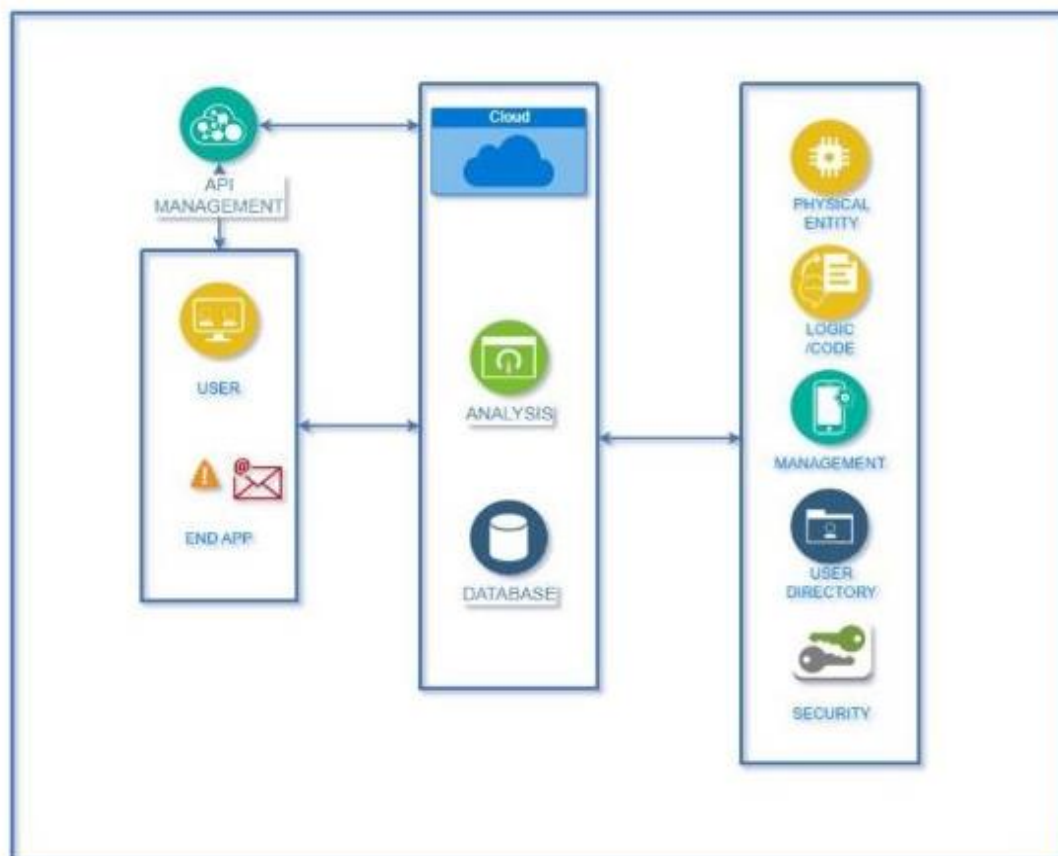 API
MANAGEMENT
USER
END APP
Cloud
ANALYSIS
DATABASE
PHYSICAL
ENTITY
LOGIC
/CODE
MANAGEMENT
USER
DIRECTORY
SECURITY